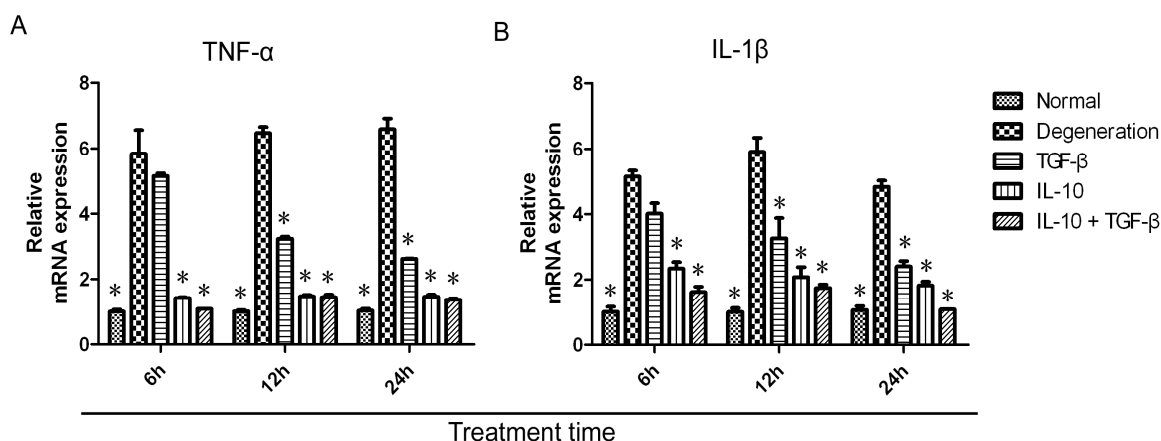 A
TNF-α
Relative
mRNA expression
8
6
4
2
0
*
*
*
*
*
*
*
*
*
*
*
6h
12h
24h
B
IL-1β
Relative
mRNA expression
8
6
4
2
0
*
*
*
*
*
*
*
*
*
*
*
6h
12h
24h
Normal
Degeneration
TGF-β
IL-10
IL-10 + TGF-β
Treatment time